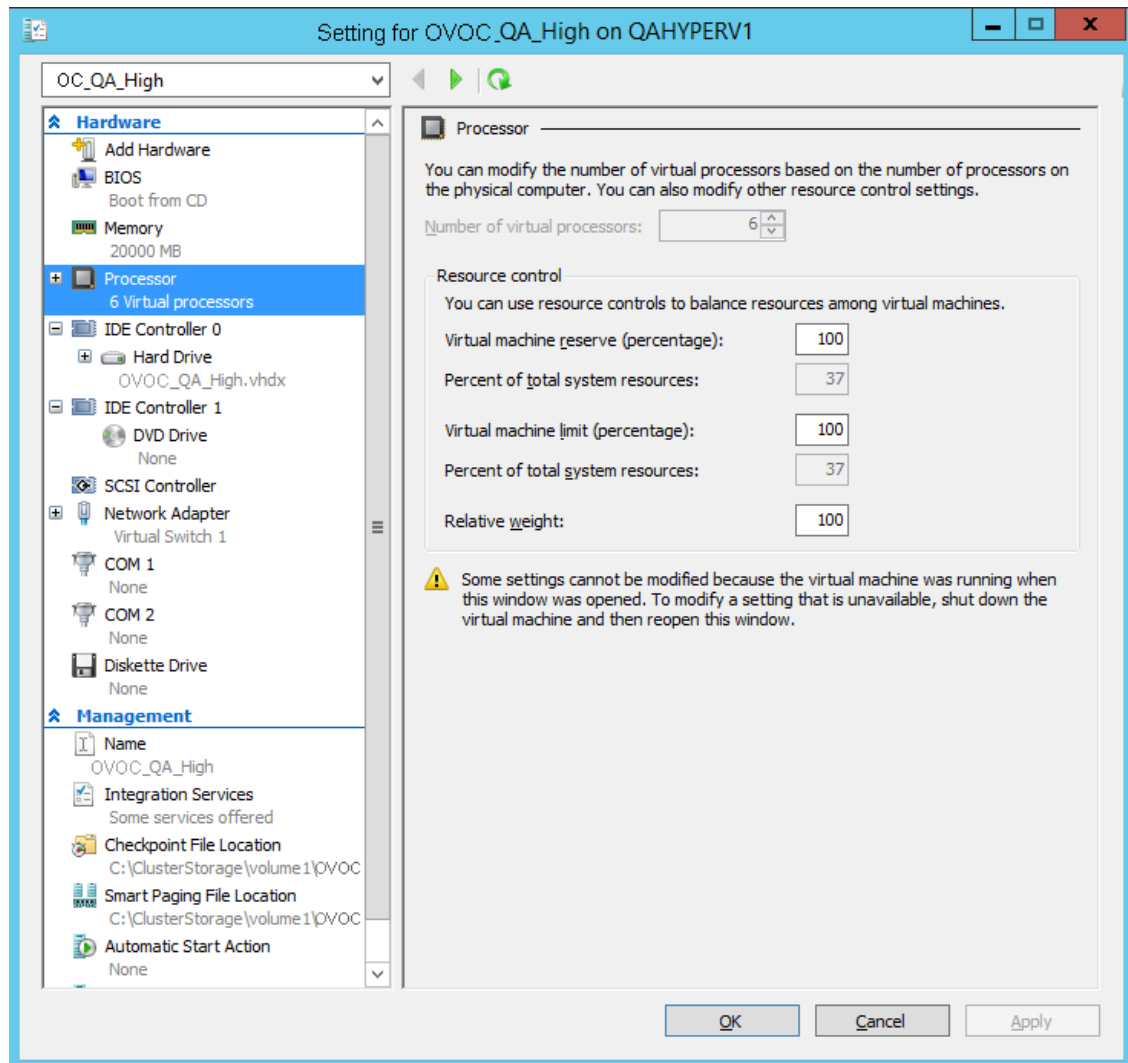 Setting for OVOC_QA_High on QAHYPERV1
OC_QA_High
Hardware
Add Hardware
BIOS
Boot from CD
Memory
20000 MB
Processor
6 Virtual processors
IDE Controller 0
Hard Drive
OVOC_QA_High.vhdx
IDE Controller 1
DVD Drive
None
SCSI Controller
Network Adapter
Virtual Switch 1
COM 1
None
COM 2
None
Diskette Drive
None
Management
Name
OVOC_QA_High
Integration Services
Some services offered
Checkpoint File Location
C:\ClusterStorage\volume1\OVOC
Smart Paging File Location
C:\ClusterStorage\volume1\OVOC
Automatic Start Action
None
Processor
You can modify the number of virtual processors based on the number of processors on
the physical computer. You can also modify other resource control settings.
Number of virtual processors: 6
Resource control
You can use resource controls to balance resources among virtual machines.
Virtual machine reserve (percentage): 100
Percent of total system resources: 37
Virtual machine limit (percentage): 100
Percent of total system resources: 37
Relative weight: 100
Some settings cannot be modified because the virtual machine was running when
this window was opened. To modify a setting that is unavailable, shut down the
virtual machine and then reopen this window.
OK Cancel Apply